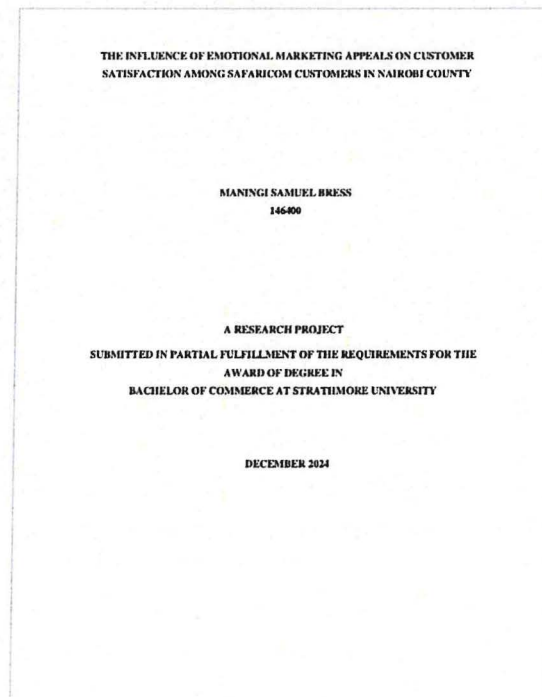 THE INFLUENCE OF EMOTIONAL MARKETING APPEALS ON CUSTOMER
SATISFACTION AMONG SAFARICOM CUSTOMERS IN NAIROBI COUNTY
MANINGI SAMUEL BRESS
146400
A RESEARCH PROJECT
SUBMITTED IN PARTIAL FULFILLMENT OF THE REQUIREMENTS FOR THE
AWARD OF DEGREE IN
BACHELOR OF COMMERCE AT STRATHMORE UNIVERSITY
DECEMBER 2024